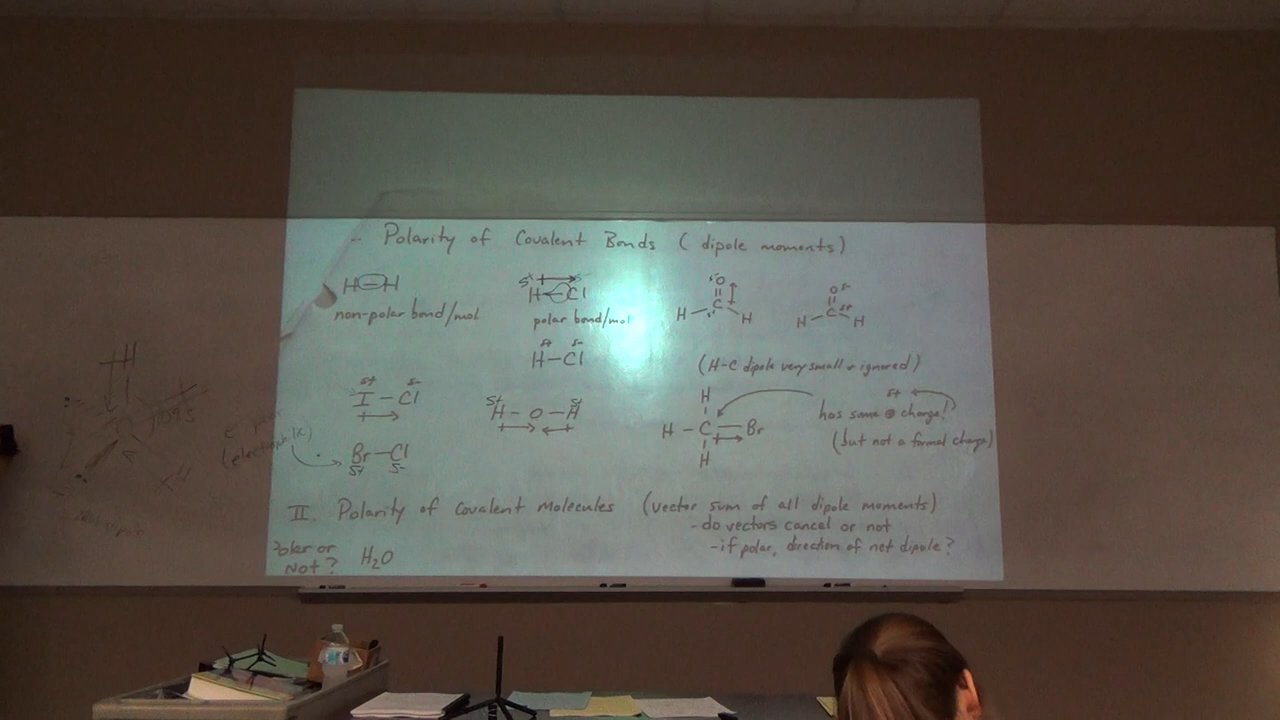 Polarity of Covalent Bonds (dipole moments)
H–H
non-polar bond/mol.
δ+ δ-
H–Cl
polar bond/mol
δ+ δ-
H–Cl
δ- O
C
H H
O δ-
C δ+
H H
(H-C dipole very small + ignored)
δ+ δ-
I – Cl
δ+ δ+
H – O – H
H
H – C – Br
H
δ+
has some ⊕ charge!
(but not a formal charge)
(electrophilic)
Br – Cl
δ+ δ-
II. Polarity of Covalent Molecules (vector sum of all dipole moments)
- do vectors cancel or not
- if polar, direction of net dipole?
Polar or
Not? H₂O